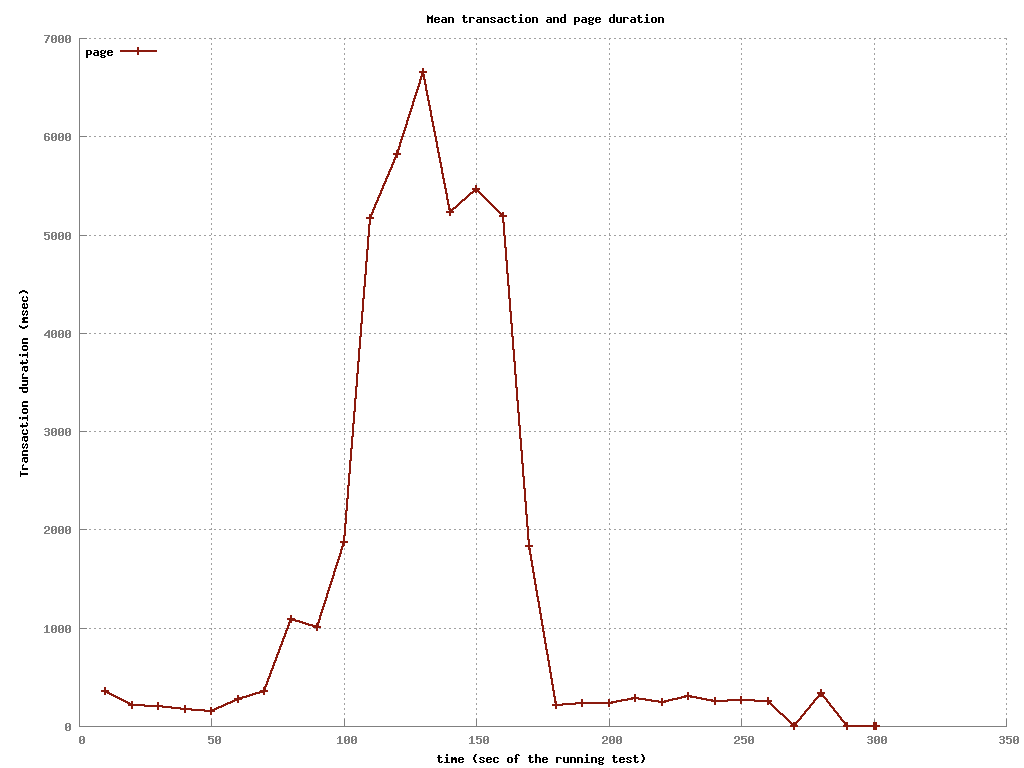 Mean transaction and page duration
page
7000
6000
5000
4000
3000
2000
1000
0
Transaction duration (msec)
0 50 100 150 200 250 300 350
time (sec of the running test)